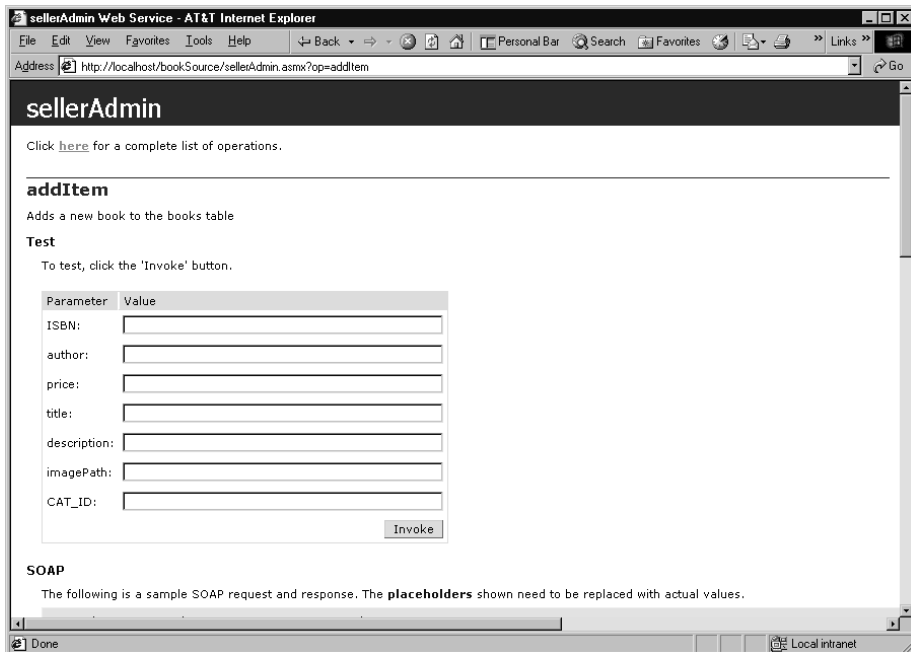 sellerAdmin Web Service - AT&T Internet Explorer
File Edit View Favorites Tools Help Back Personal Bar Search Favorites Links
Address http://localhost/bookSource/sellerAdmin.asmx?op=addItem Go
sellerAdmin
Click here for a complete list of operations.
addItem
Adds a new book to the books table
Test
To test, click the 'Invoke' button.
Parameter Value
ISBN:
author:
price:
title:
description:
imagePath:
CAT_ID:
Invoke
SOAP
The following is a sample SOAP request and response. The placeholders shown need to be replaced with actual values.
Done Local intranet